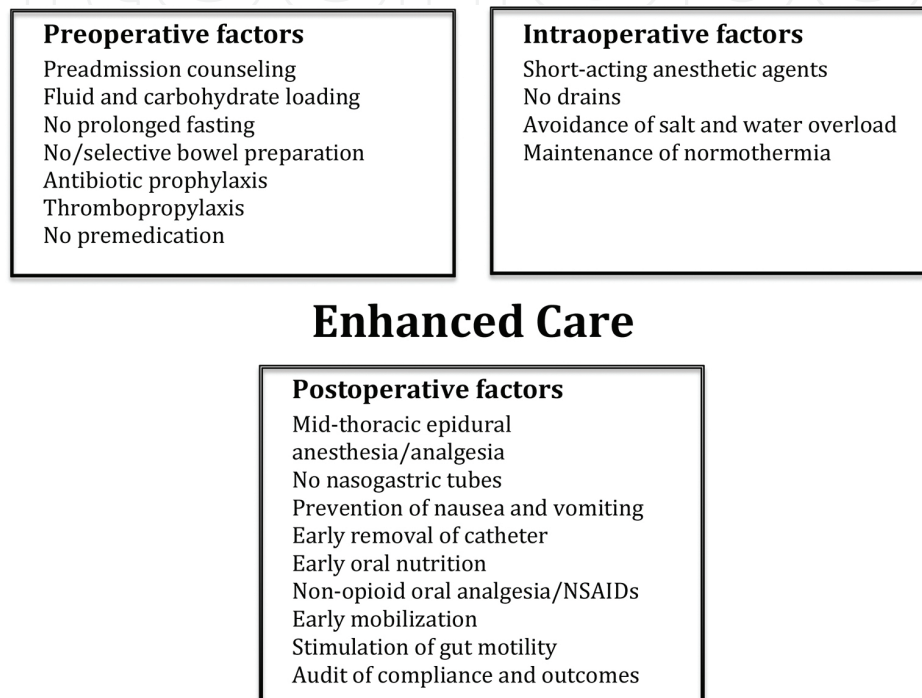 Preoperative factors
Preadmission counseling
Fluid and carbohydrate loading
No prolonged fasting
No/selective bowel preparation
Antibiotic prophylaxis
Thrombopropylaxis
No premedication
Intraoperative factors
Short-acting anesthetic agents
No drains
Avoidance of salt and water overload
Maintenance of normothermia
Enhanced Care
Postoperative factors
Mid-thoracic epidural
anesthesia/analgesia
No nasogastric tubes
Prevention of nausea and vomiting
Early removal of catheter
Early oral nutrition
Non-opioid oral analgesia/NSAIDs
Early mobilization
Stimulation of gut motility
Audit of compliance and outcomes